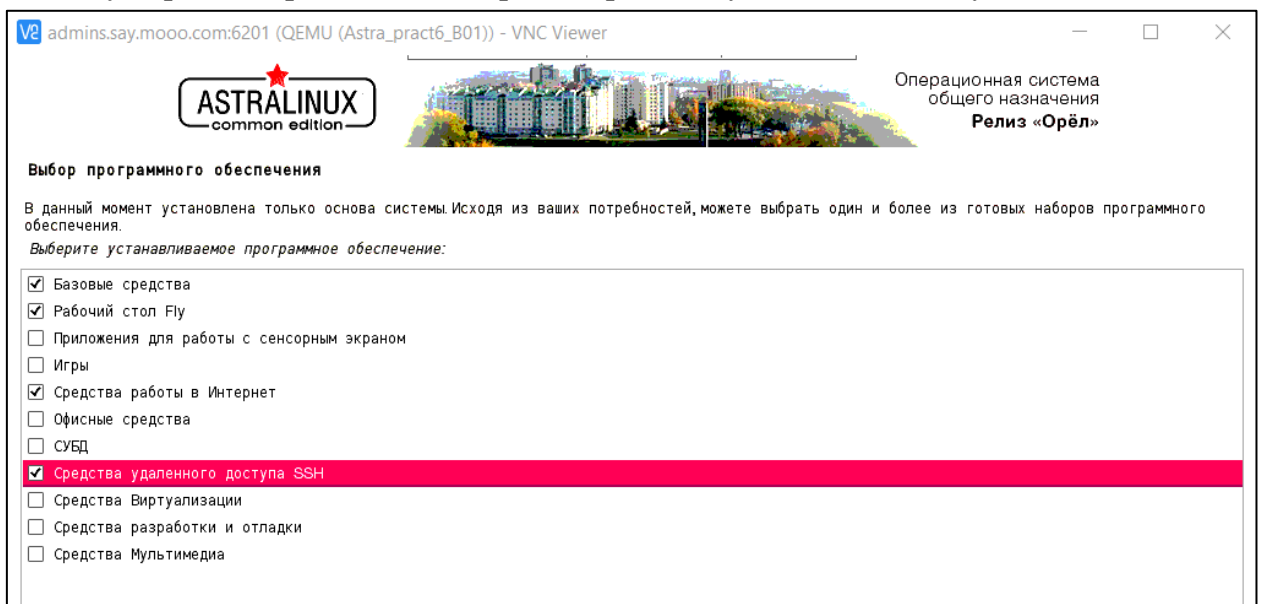 admins.say.mooo.com:6201 (QEMU (Astra_pract6_B01)) - VNC Viewer
ASTRALINUX
common edition
Операционная система
общего назначения
Релиз «Орёл»
Выбор программного обеспечения
В данный момент установлена только основа системы. Исходя из ваших потребностей, можете выбрать один и более из готовых наборов программного
обеспечения.
Выберите устанавливаемое программное обеспечение:
Базовые средства
Рабочий стол Fly
Приложения для работы с сенсорным экраном
Игры
Средства работы в Интернет
Офисные средства
СУБД
Средства удаленного доступа SSH
Средства Виртуализации
Средства разработки и отладки
Средства Мультимедиа